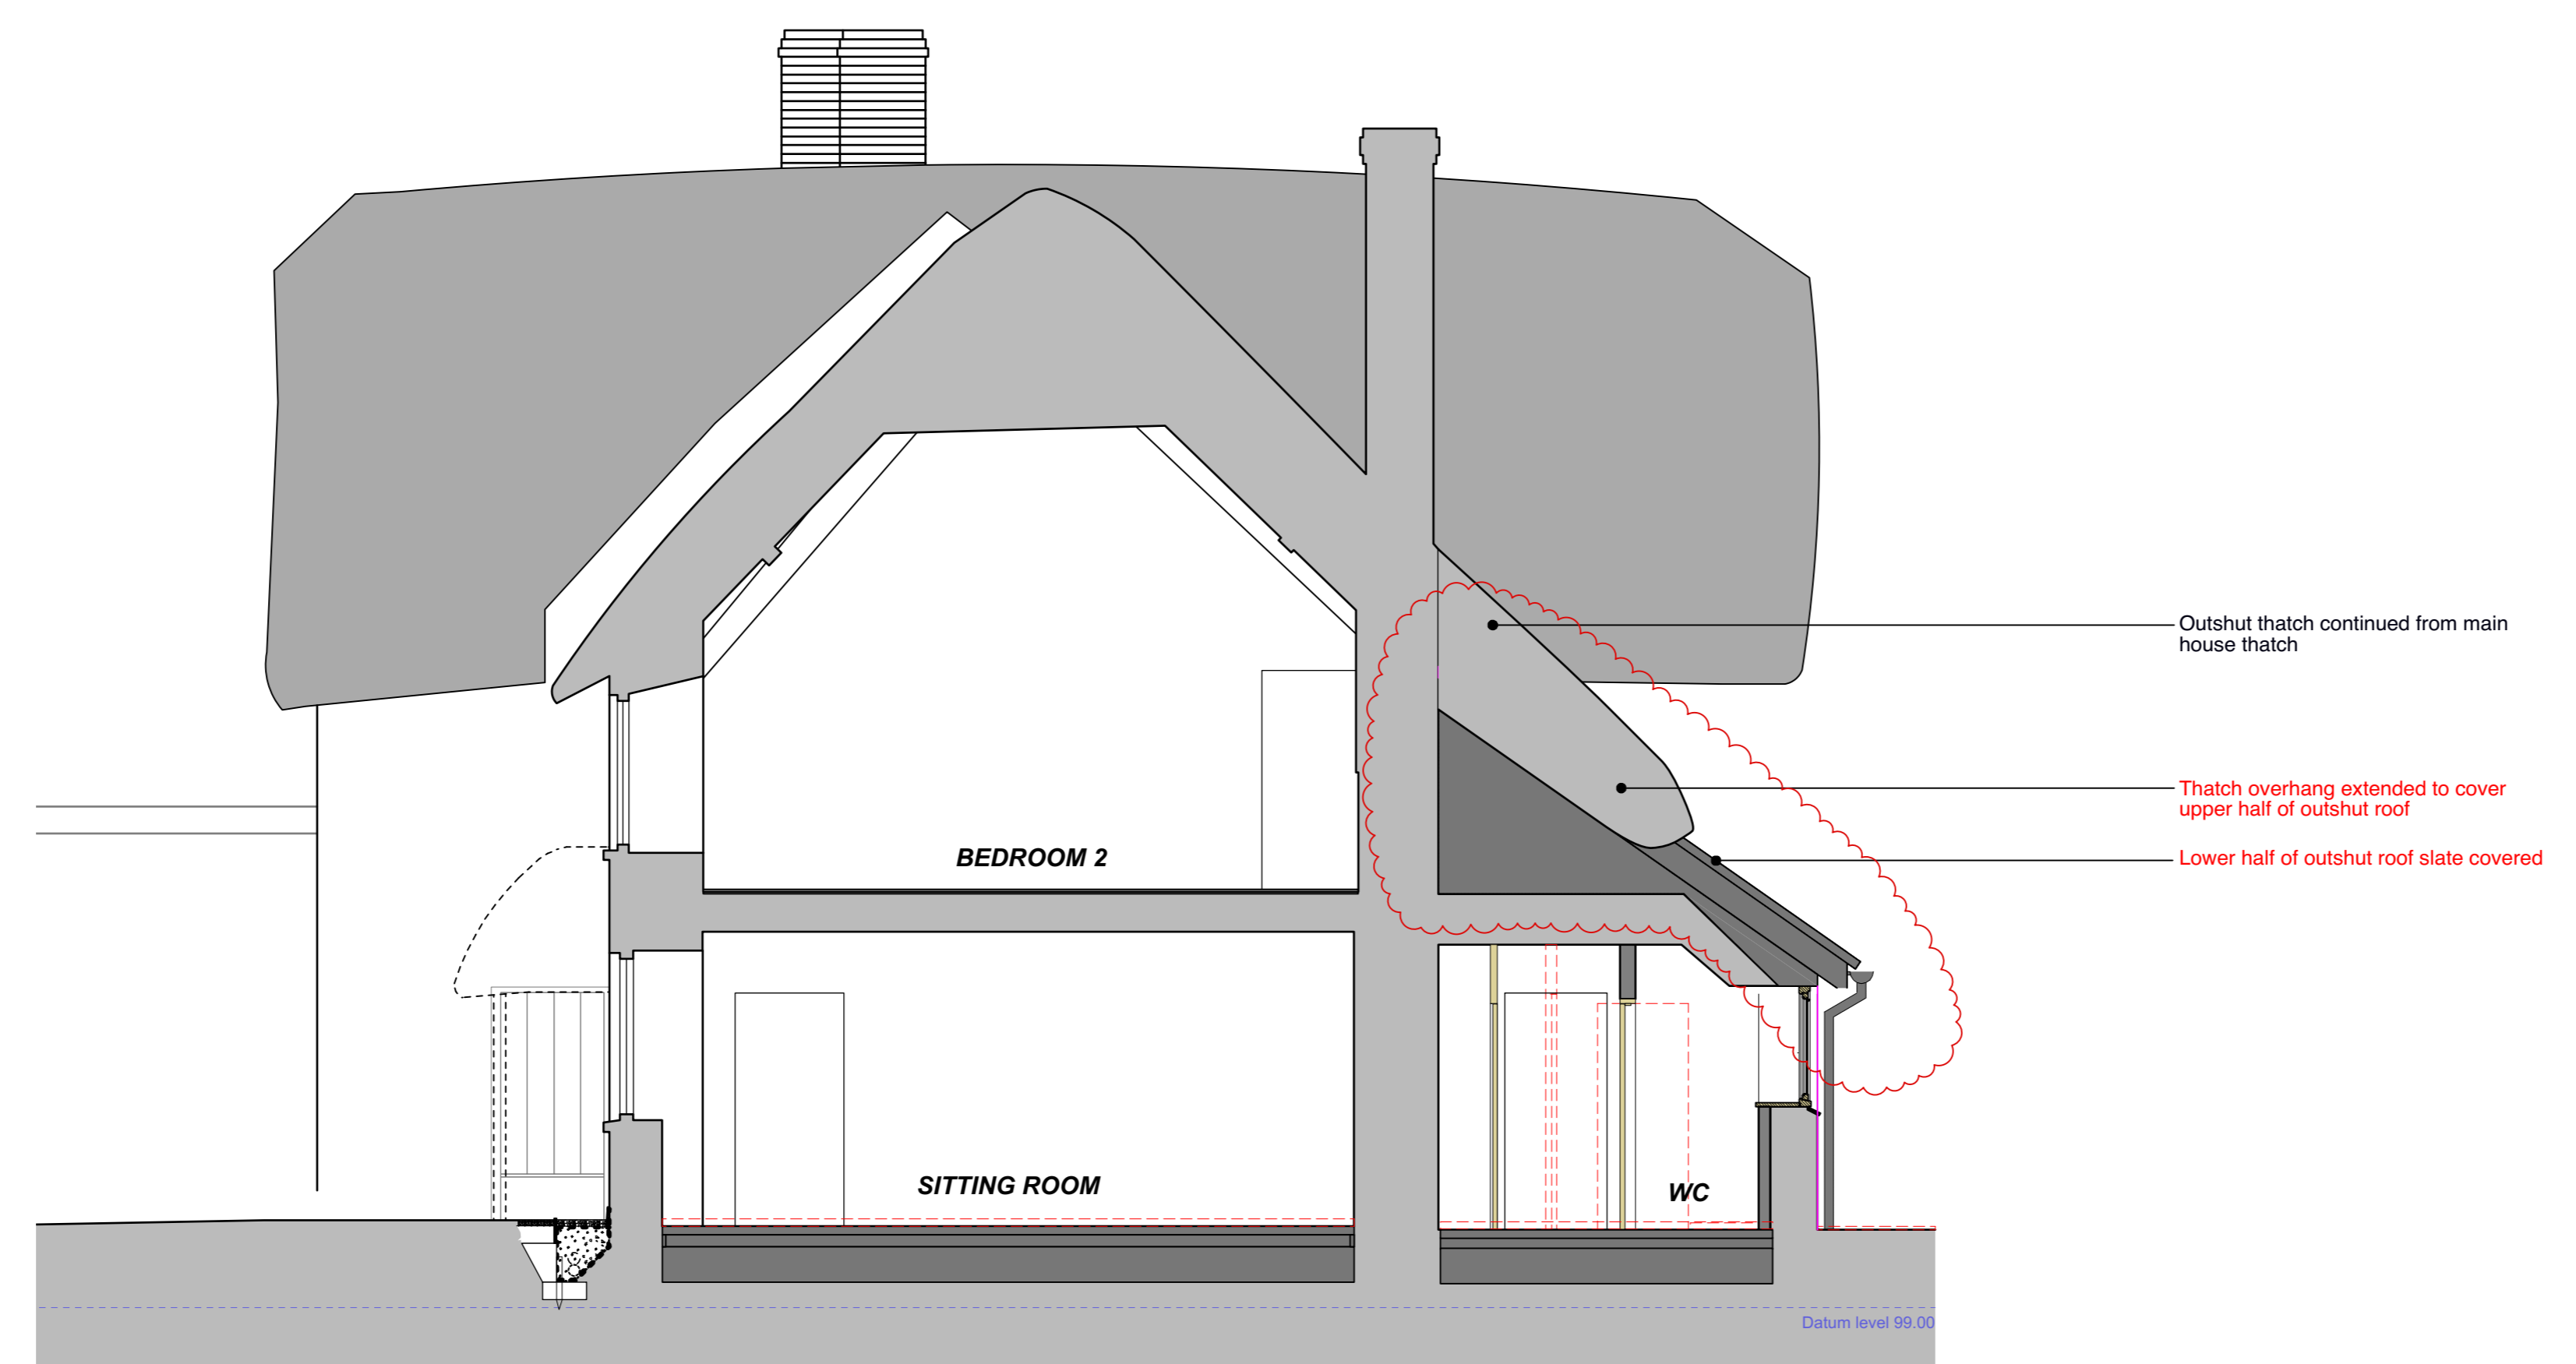 Outshut thatch continued from main
house thatch
Thatch overhang extended to cover
upper half of outshut roof
BEDROOM 2
Lower half of outshut roof slate covered
SITTING ROOM
WC
Datum level 99.00